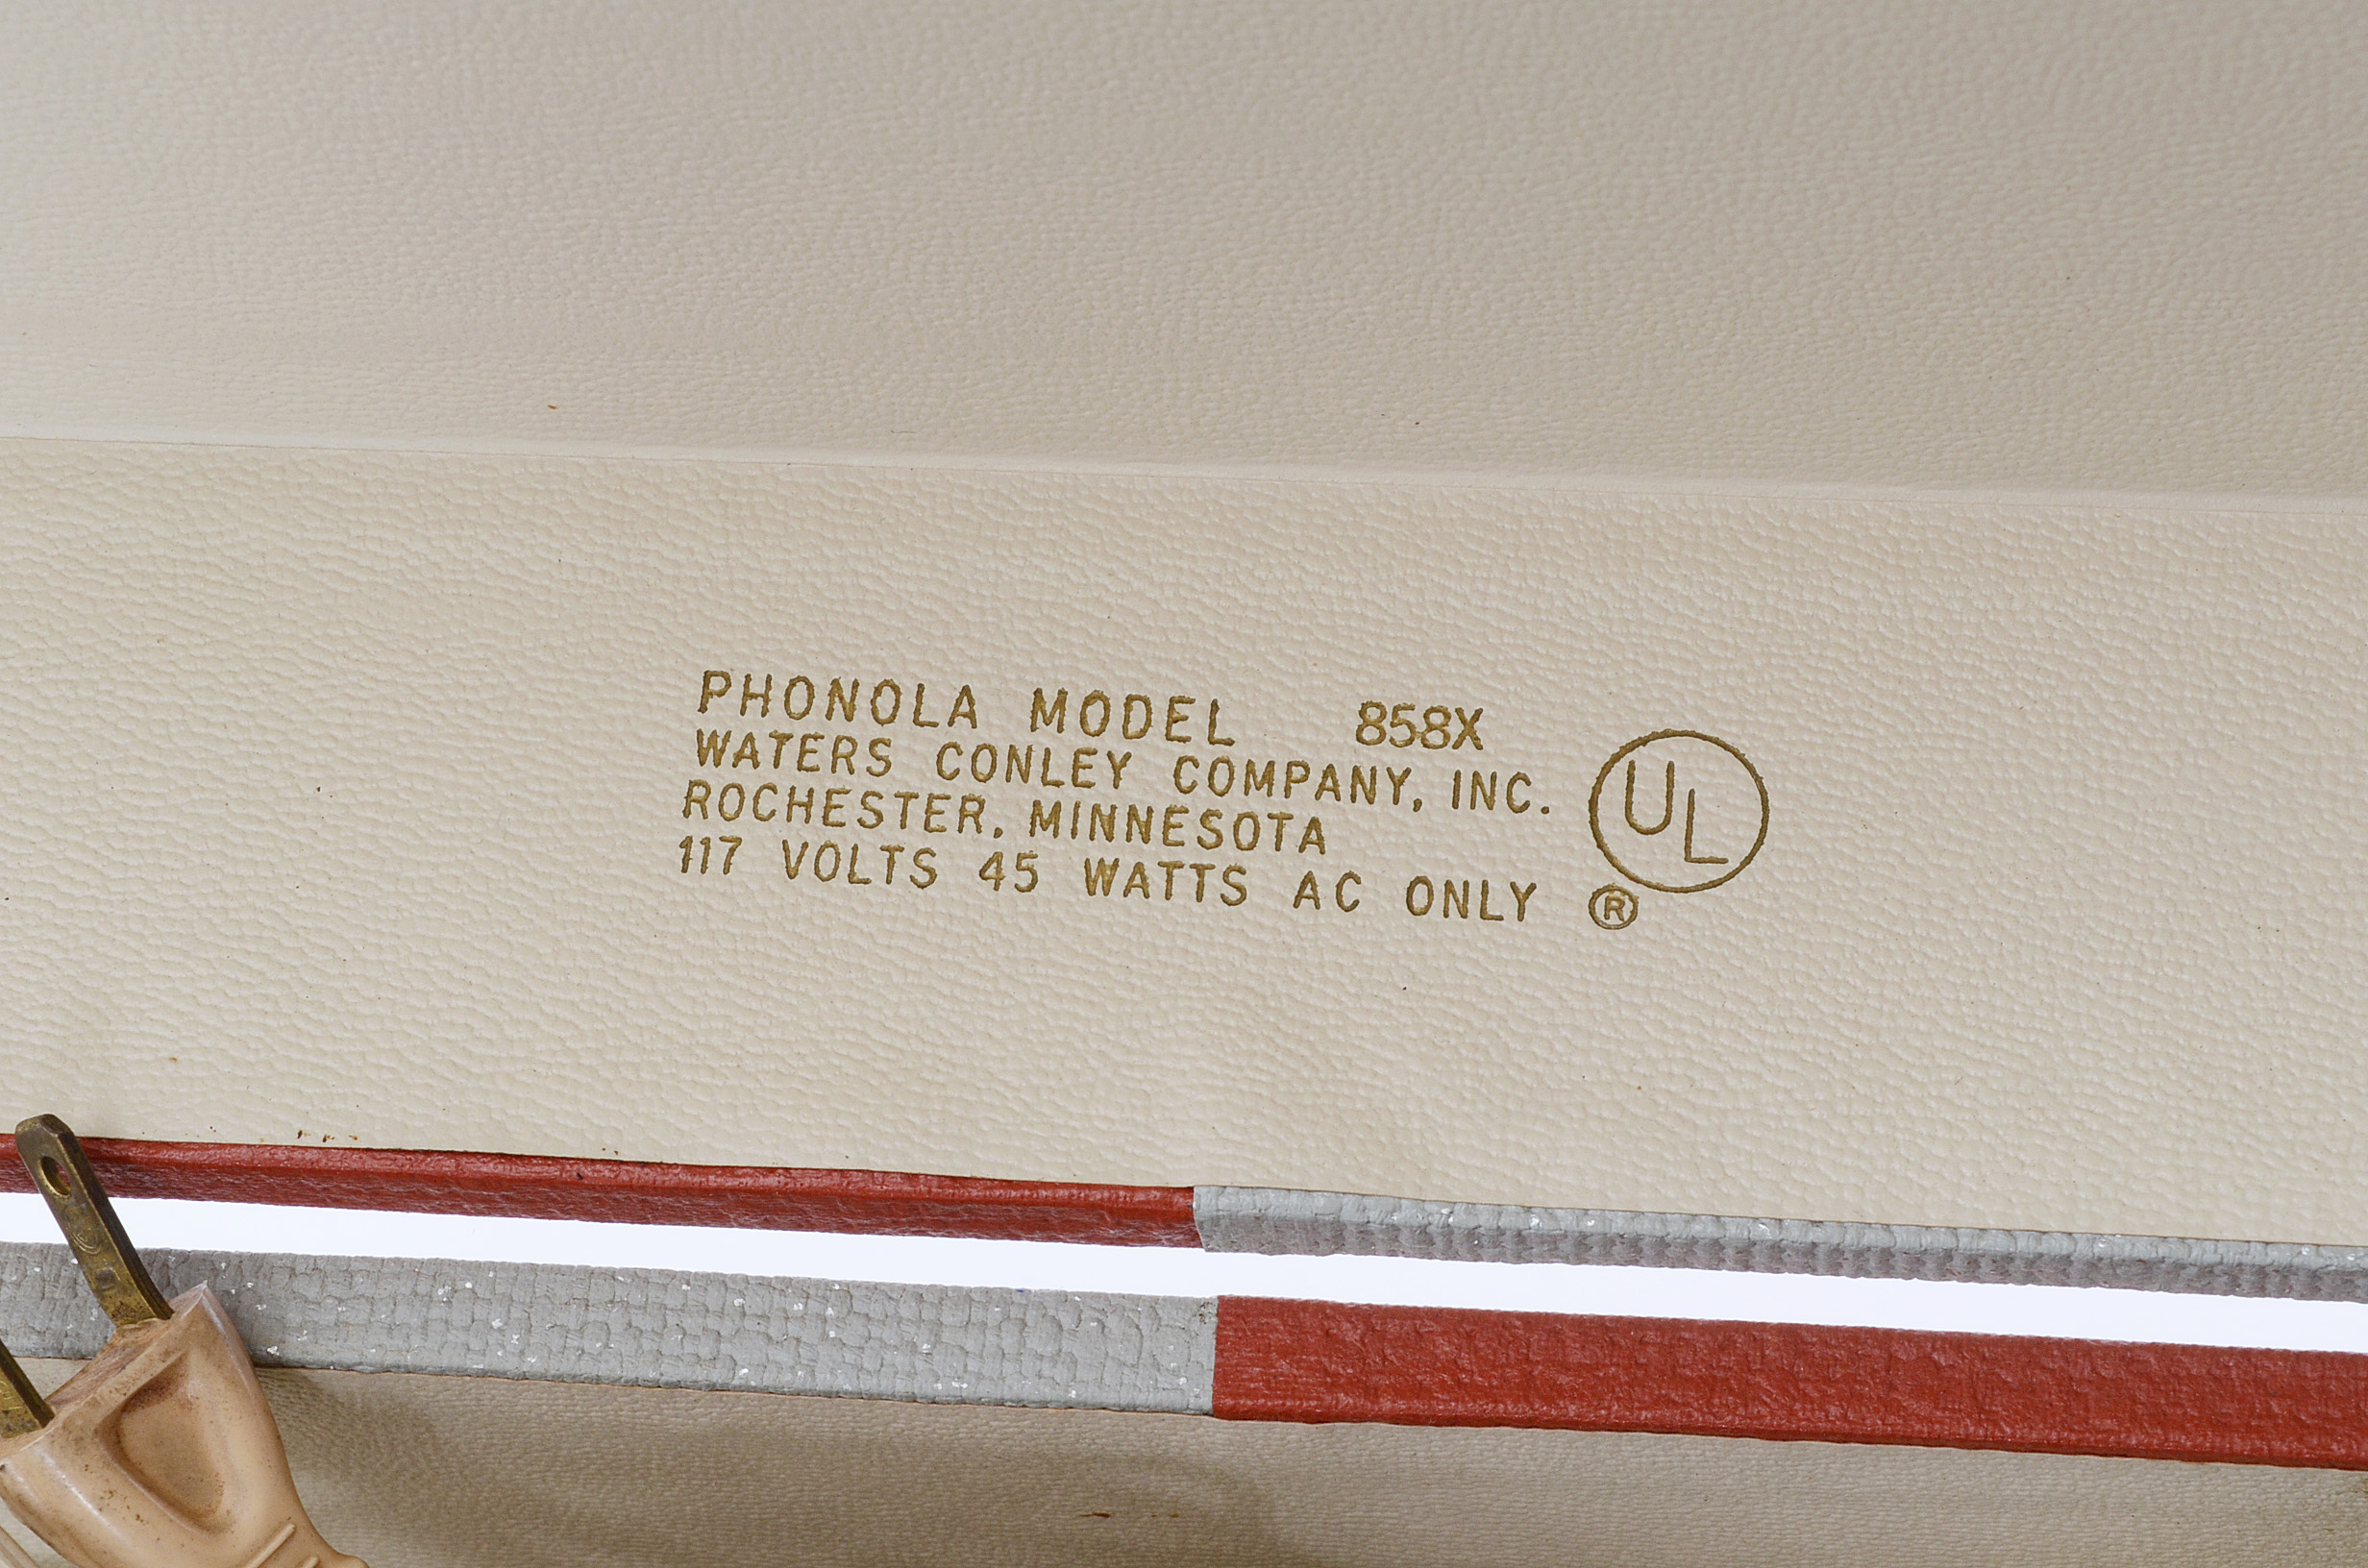 PHONOLA MODEL 858X
WATERS CONLEY COMPANY, INC.
ROCHESTER, MINNESOTA
117 VOLTS 45 WATTS AC ONLY
UL
®